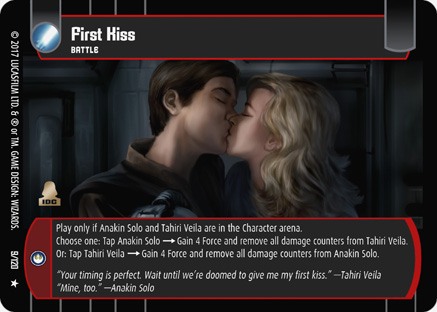 First Kiss
BATTLE
© 2017 LUCASFILM LTD. & ® or TM. GAME DESIGN, WIZARDS.
IDC
Play only if Anakin Solo and Tahiri Veila are in the Character arena.
Choose one: Tap Anakin Solo → Gain 4 Force and remove all damage counters from Tahiri Veila.
Or: Tap Tahiri Veila → Gain 4 Force and remove all damage counters from Anakin Solo.
"Your timing is perfect. Wait until we're doomed to give me my first kiss." —Tahiri Veila
"Mine, too." —Anakin Solo